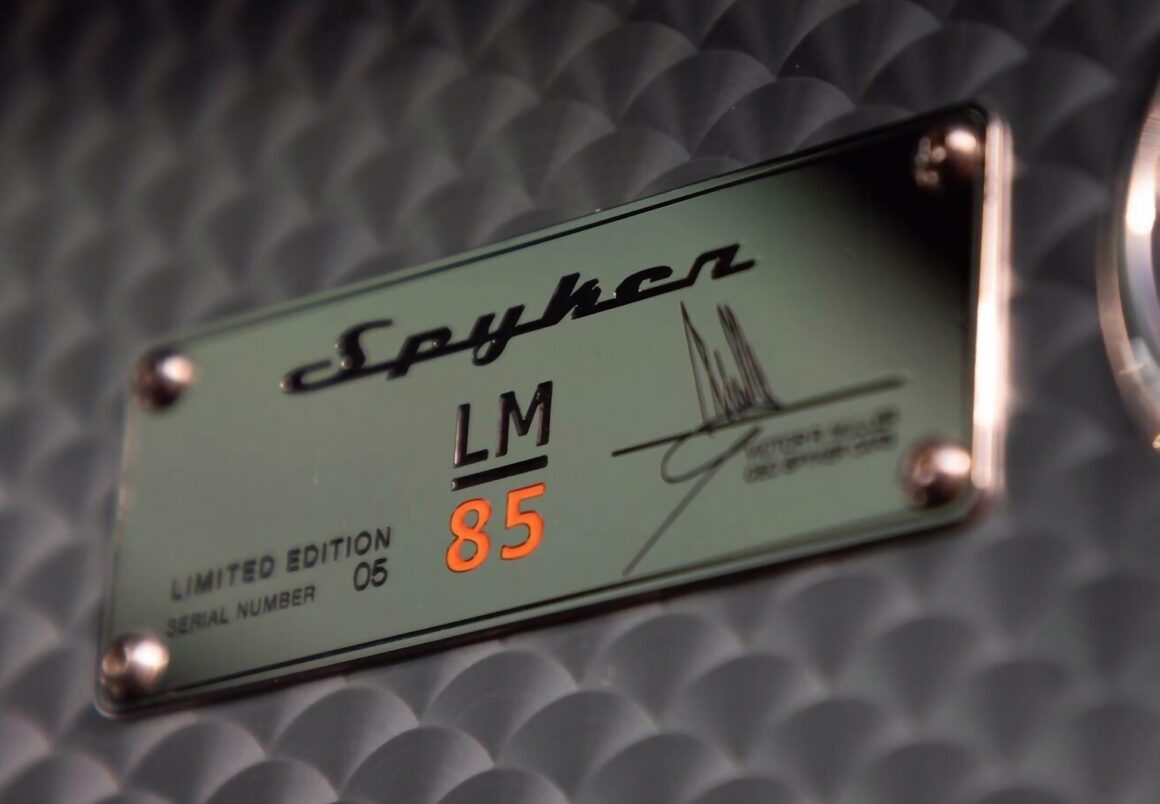 Spyker
LM
85
LIMITED EDITION
SERIAL NUMBER 05